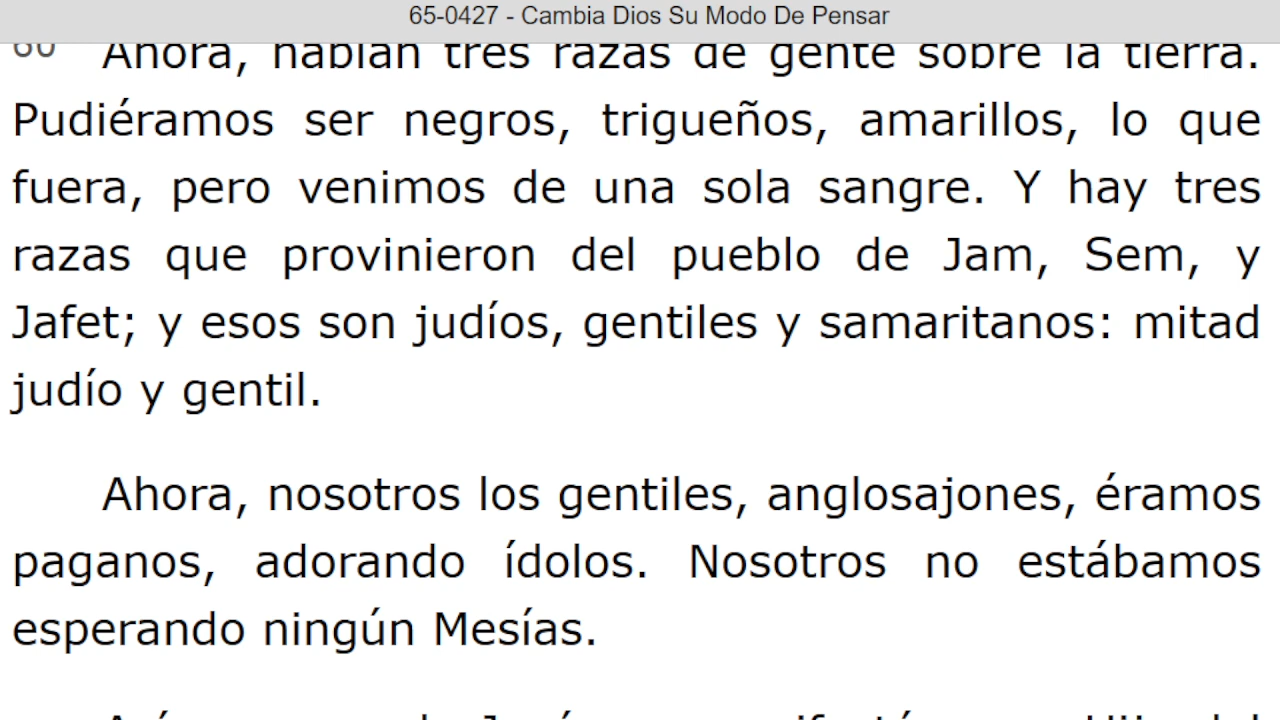 65-0427 - Cambia Dios Su Modo De Pensar
60 Ahora, habían tres razas de gente sobre la tierra.
Pudiéramos ser negros, trigueños, amarillos, lo que
fuera, pero venimos de una sola sangre. Y hay tres
razas que provinieron del pueblo de Jam, Sem, y
Jafet; y esos son judíos, gentiles y samaritanos: mitad
judío y gentil.
Ahora, nosotros los gentiles, anglosajones, éramos
paganos, adorando ídolos. Nosotros no estábamos
esperando ningún Mesías.